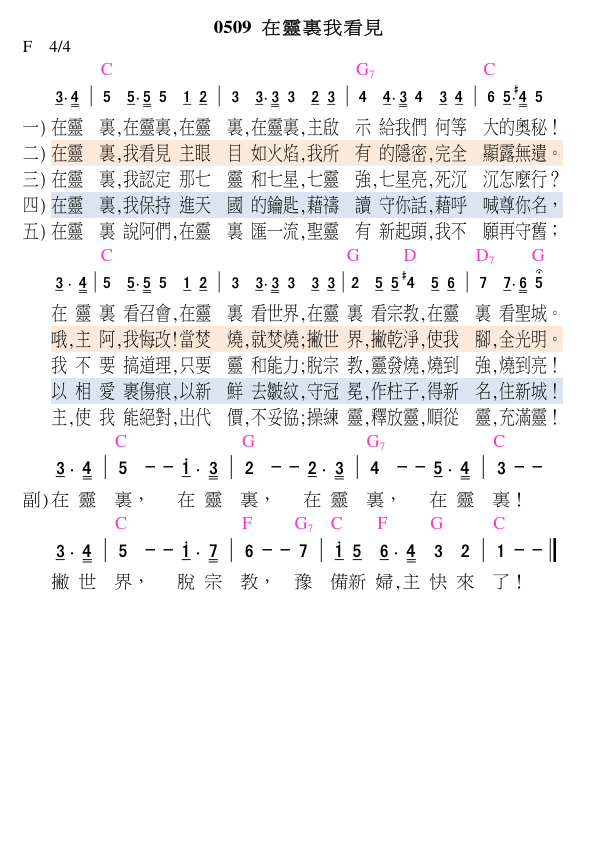 0509 在靈裏我看見
F 4/4
C G7 C
3·4 | 5 5·5 5 1 2 | 3 3·3 3 2 3 | 4 4·3 4 3 4 | 6 5·#4 5
一)在靈 裏,在靈裏,在靈 裏,在靈裏,主啟 示 給我們 何等 大的奧秘!
二)在靈 裏,我看見 主眼 目 如火焰,我所 有 的隱密,完全 顯露無遺。
三)在靈 裏,我認定 那七 靈 和七星,七靈 強,七星亮,死沉 沉怎麼行?
四)在靈 裏,我保持 進天 國 的鑰匙,藉禱 讀 守你話,藉呼 喊尊你名,
五)在靈 裏 說阿們,在靈 裏 匯一流,聖靈 有 新起頭,我不 願再守舊;
C G D D7 G
3·4 | 5 5·5 5 1 2 | 3 3·3 3 3 3 | 2 5 5 #4 5 6 | 7 7·6 5
在 靈 裏 看召會,在靈 裏 看世界,在靈 裏 看宗教,在靈 裏 看聖城。
哦,主 阿,我悔改!當焚 燒,就焚燒;撇世 界,撇乾淨,使我 腳,全光明。
我 不 要 搞道理,只要 靈 和能力;脫宗 教,靈發燒,燒到 強,燒到亮!
以 相 愛 裏傷痕,以新 鮮 去皺紋,守冠 冕,作柱子,得新 名,住新城!
主,使 我 能絕對,出代 價,不妥協;操練 靈,釋放靈,順從 靈,充滿靈!
C G G7 C
3·4 | 5 － － 1·3 | 2 － － 2·3 | 4 － － 5·4 | 3 － －
副)在 靈 裏, 在 靈 裏, 在 靈 裏, 在 靈 裏!
C F G7 C F G C
3·4 | 5 － － 1·7 | 6 － － 7 | 1 5 6·4 3 2 | 1 － － ‖
撇 世 界, 脫 宗 教, 豫 備新 婦,主 快 來 了!